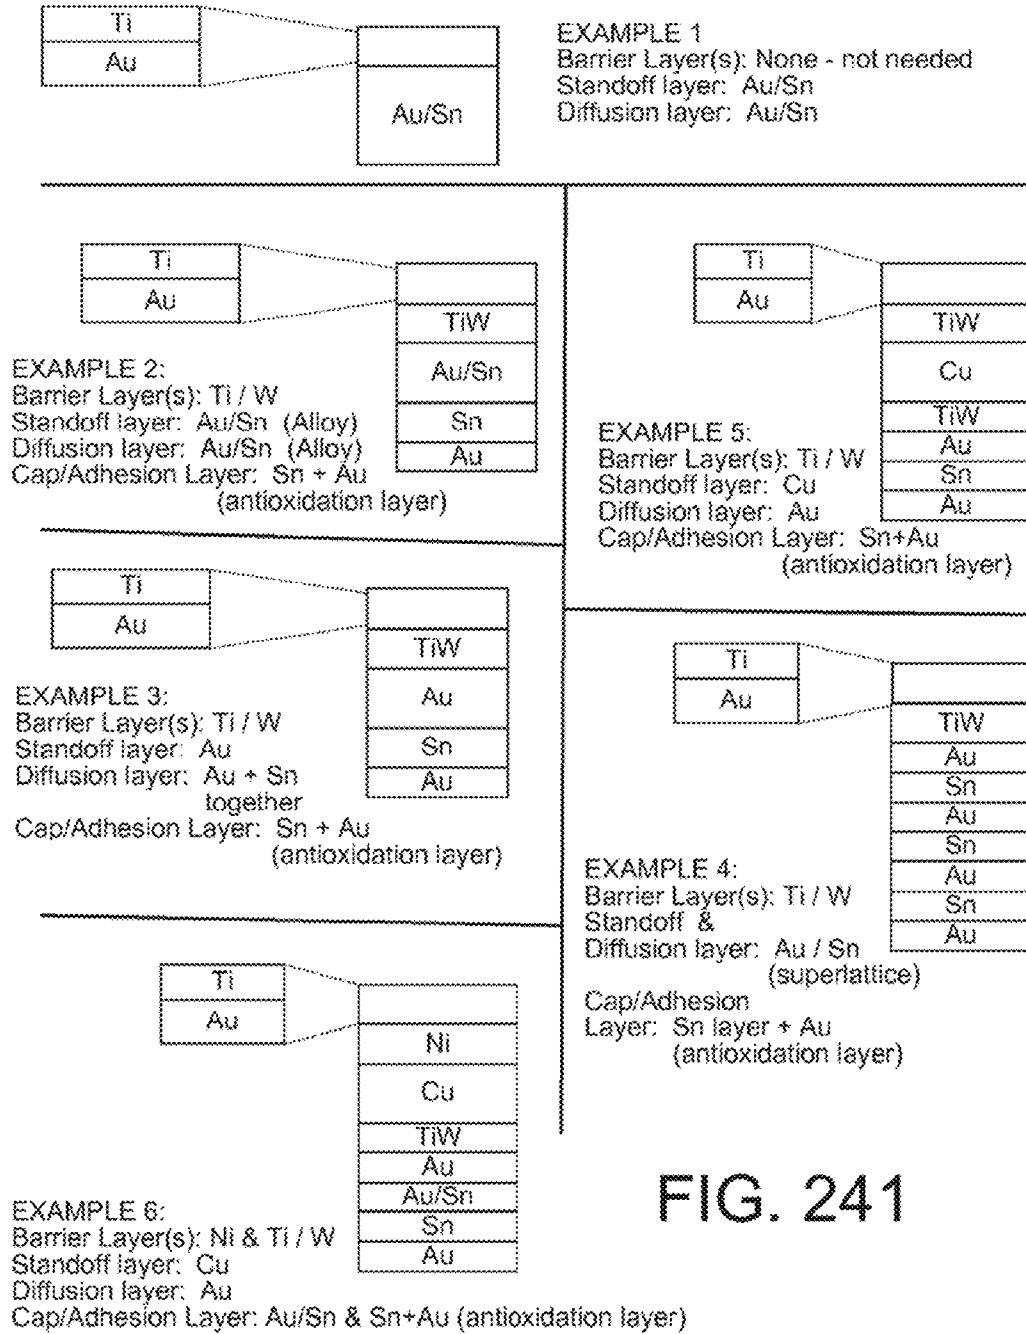 Ti
Au
Au/Sn
EXAMPLE 1
Barrier Layer(s): None - not needed
Standoff layer: Au/Sn
Diffusion layer: Au/Sn
Ti
Au
TiW
Au/Sn
Sn
Au
EXAMPLE 2:
Barrier Layer(s): Ti / W
Standoff layer: Au/Sn (Alloy)
Diffusion layer: Au/Sn (Alloy)
Cap/Adhesion Layer: Sn + Au
(antioxidation layer)
Ti
Au
TiW
Cu
TiW
Au
Sn
Au
EXAMPLE 5:
Barrier Layer(s): Ti / W
Standoff layer: Cu
Diffusion layer: Au
Cap/Adhesion Layer: Sn+Au
(antioxidation layer)
Ti
Au
TiW
Au
Sn
Au
EXAMPLE 3:
Barrier Layer(s): Ti / W
Standoff layer: Au
Diffusion layer: Au + Sn
together
Cap/Adhesion Layer: Sn + Au
(antioxidation layer)
Ti
Au
TiW
Au
Sn
Au
Sn
Au
Sn
Au
EXAMPLE 4:
Barrier Layer(s): Ti / W
Standoff &
Diffusion layer: Au / Sn
(superlattice)
Cap/Adhesion
Layer: Sn layer + Au
(antioxidation layer)
Ti
Au
Ni
Cu
TiW
Au
Au/Sn
Sn
Au
EXAMPLE 6:
Barrier Layer(s): Ni & Ti / W
Standoff layer: Cu
Diffusion layer: Au
Cap/Adhesion Layer: Au/Sn & Sn+Au (antioxidation layer)
FIG. 241